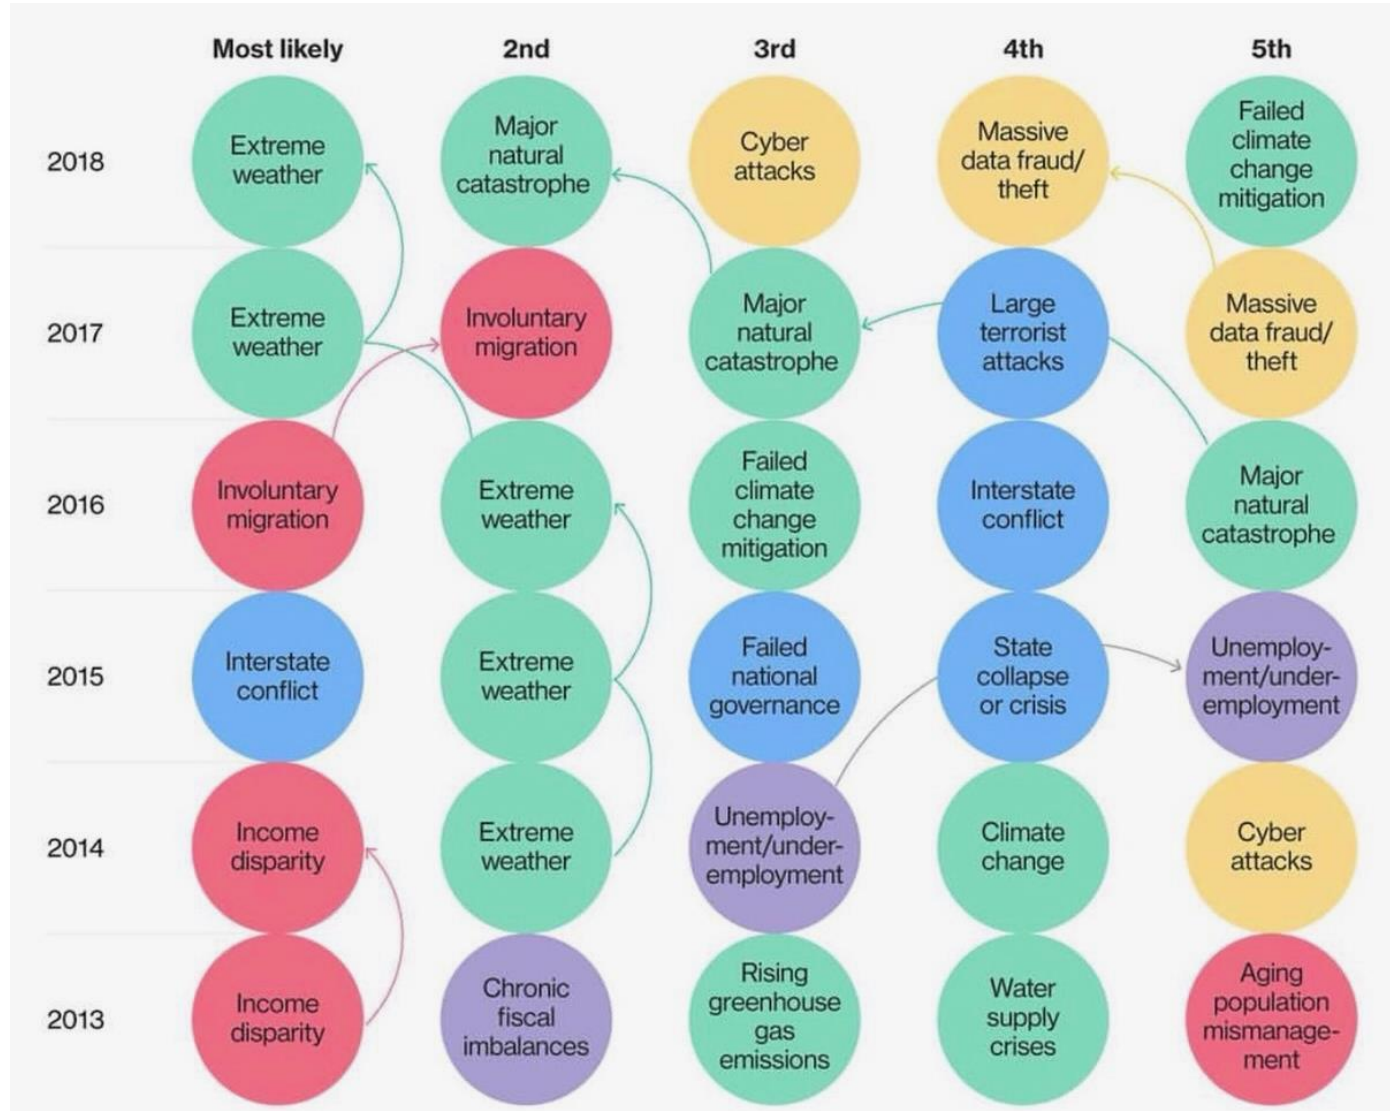 Most likely 2nd 3rd 4th 5th
2018
Extreme
weather
Major
natural
catastrophe
Cyber
attacks
Massive
data fraud/
theft
Failed
climate
change
mitigation
2017
Extreme
weather
Involuntary
migration
Major
natural
catastrophe
Large
terrorist
attacks
Massive
data fraud/
theft
2016
Involuntary
migration
Extreme
weather
Failed
climate
change
mitigation
Interstate
conflict
Major
natural
catastrophe
2015
Interstate
conflict
Extreme
weather
Failed
national
governance
State
collapse
or crisis
Unemploy-
ment/under-
employment
2014
Income
disparity
Extreme
weather
Unemploy-
ment/under-
employment
Climate
change
Cyber
attacks
2013
Income
disparity
Chronic
fiscal
imbalances
Rising
greenhouse
gas
emissions
Water
supply
crises
Aging
population
mismanage-
ment